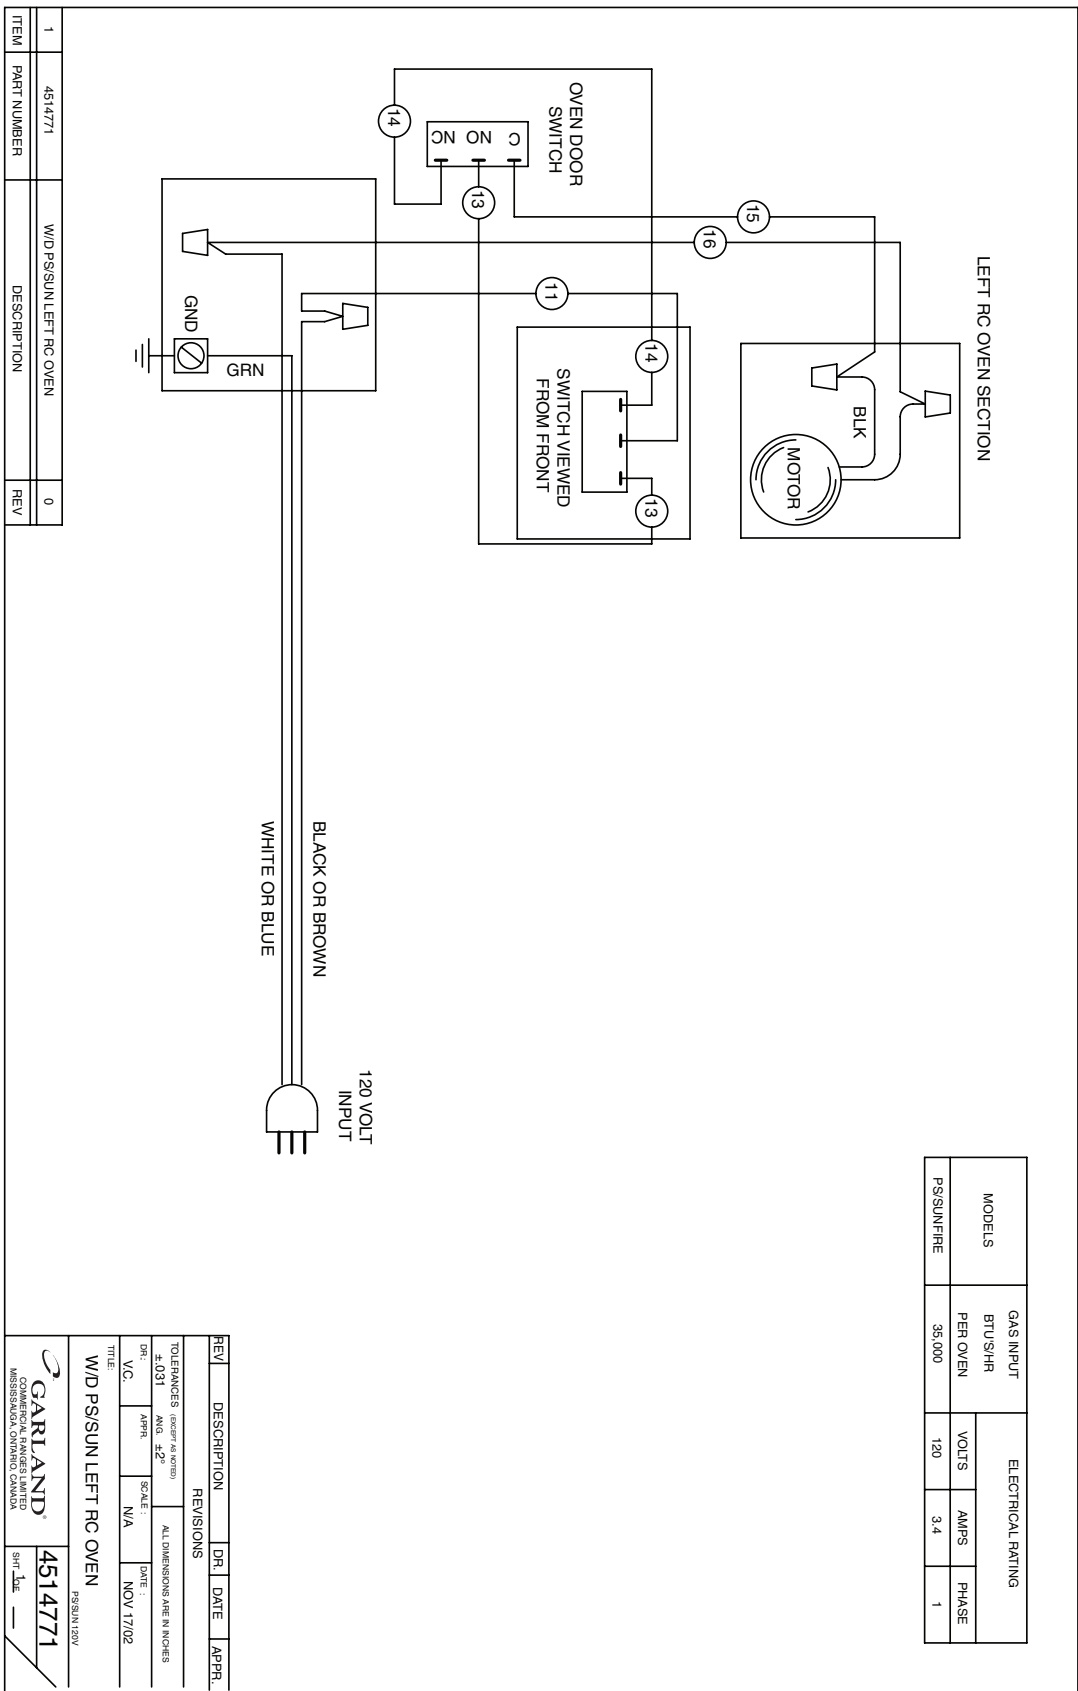 LEFT RC OVEN SECTION
BLK
MOTOR
15
16
OVEN DOOR
SWITCH
C
NO
NC
14
13
11
14
SWITCH VIEWED
FROM FRONT
13
GND
GRN
BLACK OR BROWN
WHITE OR BLUE
120 VOLT
INPUT
MODELS
GAS INPUT
BTU'S/HR
PER OVEN
ELECTRICAL RATING
VOLTS AMPS PHASE
PS/SUNFIRE 35,000 120 3.4 1
1 4514771 W/D PS/SUN LEFT RC OVEN 0
ITEM PART NUMBER DESCRIPTION REV
REV DESCRIPTION DR. DATE APPR.
REVISIONS
TOLERANCES (EXCEPT AS NOTED)
±.031 ANG. ±2°
ALL DIMENSIONS ARE IN INCHES
DR: V.C. APPR. SCALE: N/A DATE: NOV 17/02
TITLE:
W/D PS/SUN LEFT RC OVEN
PS/SUN120V
GARLAND®
COMMERCIAL RANGES LIMITED
MISSISSAUGA, ONTARIO, CANADA
4514771
SHT 1 OF